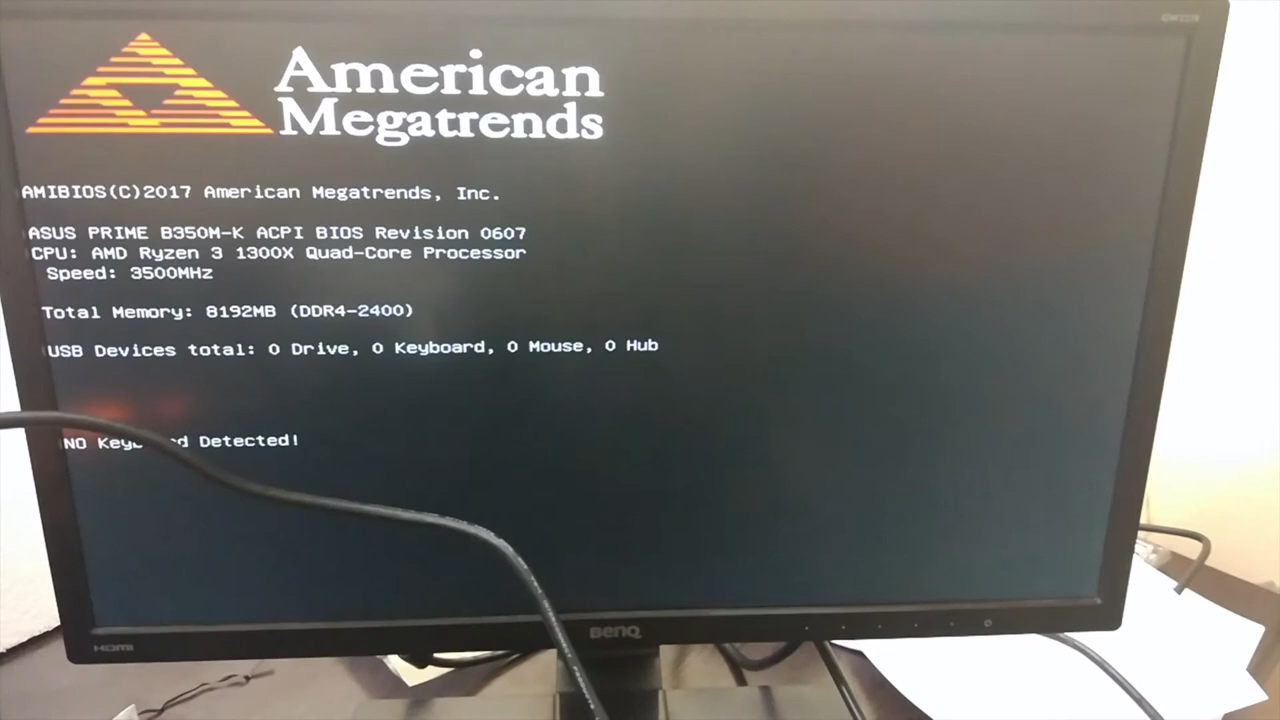 American
Megatrends
AMIBIOS(C)2017 American Megatrends, Inc.
ASUS PRIME B350M-K ACPI BIOS Revision 0607
CPU: AMD Ryzen 3 1300X Quad-Core Processor
Speed: 3500MHz
Total Memory: 8192MB (DDR4-2400)
USB Devices total: 0 Drive, 0 Keyboard, 0 Mouse, 0 Hub
NO Detected!
HDMI
BenQ